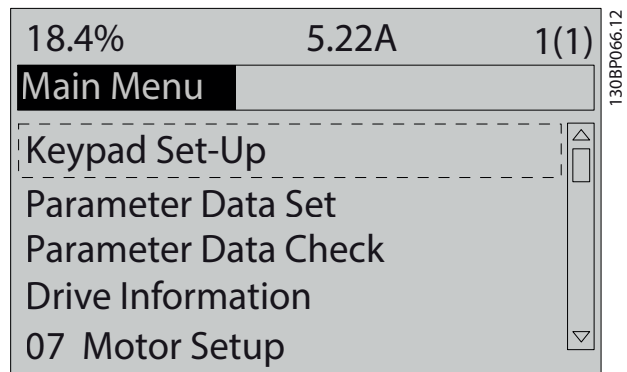 18.4% 5.22A 1(1)
Main Menu
Keypad Set-Up
Parameter Data Set
Parameter Data Check
Drive Information
07 Motor Setup
130BP066.12